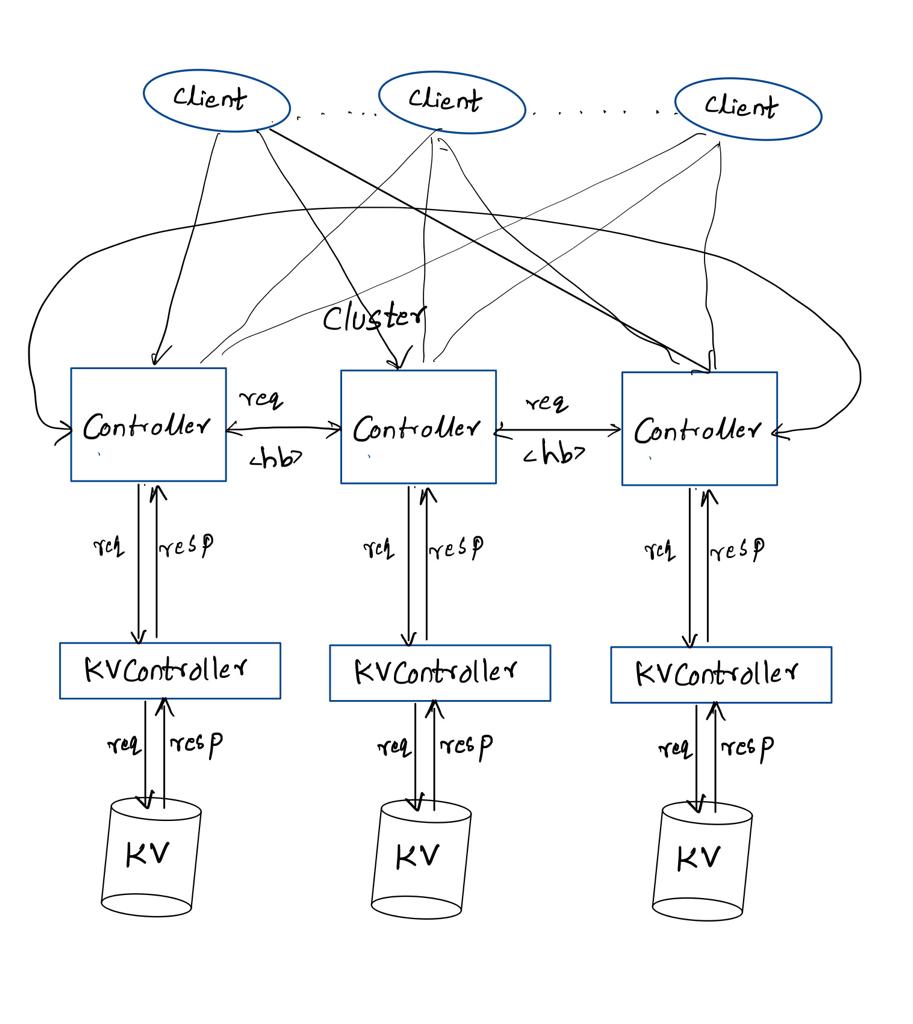 Client
Client
Client
Cluster
req
req
Controller
Controller
Controller
<hb>
<hb>
req
resp
req
resp
req
resp
KVController
KVController
KVController
req
resp
req
resp
req
resp
KV
KV
KV